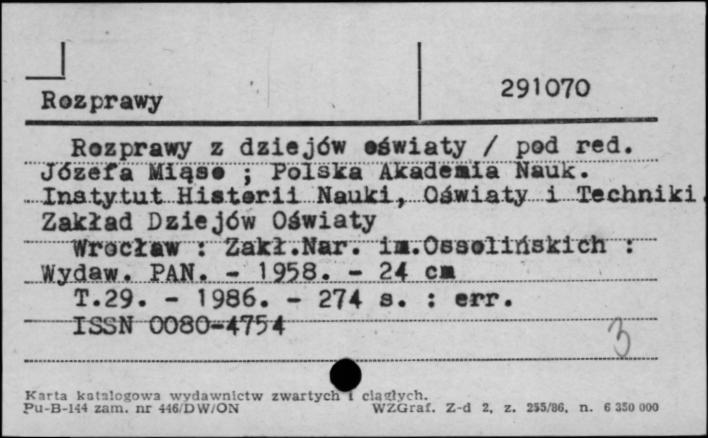 291070
Rozprawy
Rozprawy z dziejów oświaty / pod red.
Józefa Miąso ; Polska Akademia Nauk.
Instytut Historii Nauki, Oświaty i Techniki.
Zakład Dziejów Oświaty
Wrocław : Zakł.Nar. im.Ossolińskich :
Wydaw. PAN. - 1958. - 24 cm
T.29. - 1986. - 274 s. : err.
ISSN 0080-4754
3
Karta katalogowa wydawnictw zwartych i ciągłych.
Pu-B-144 zam. nr 446/DW/ON WZGraf. Z-d 2, z. 255/86, n. 6 350 000